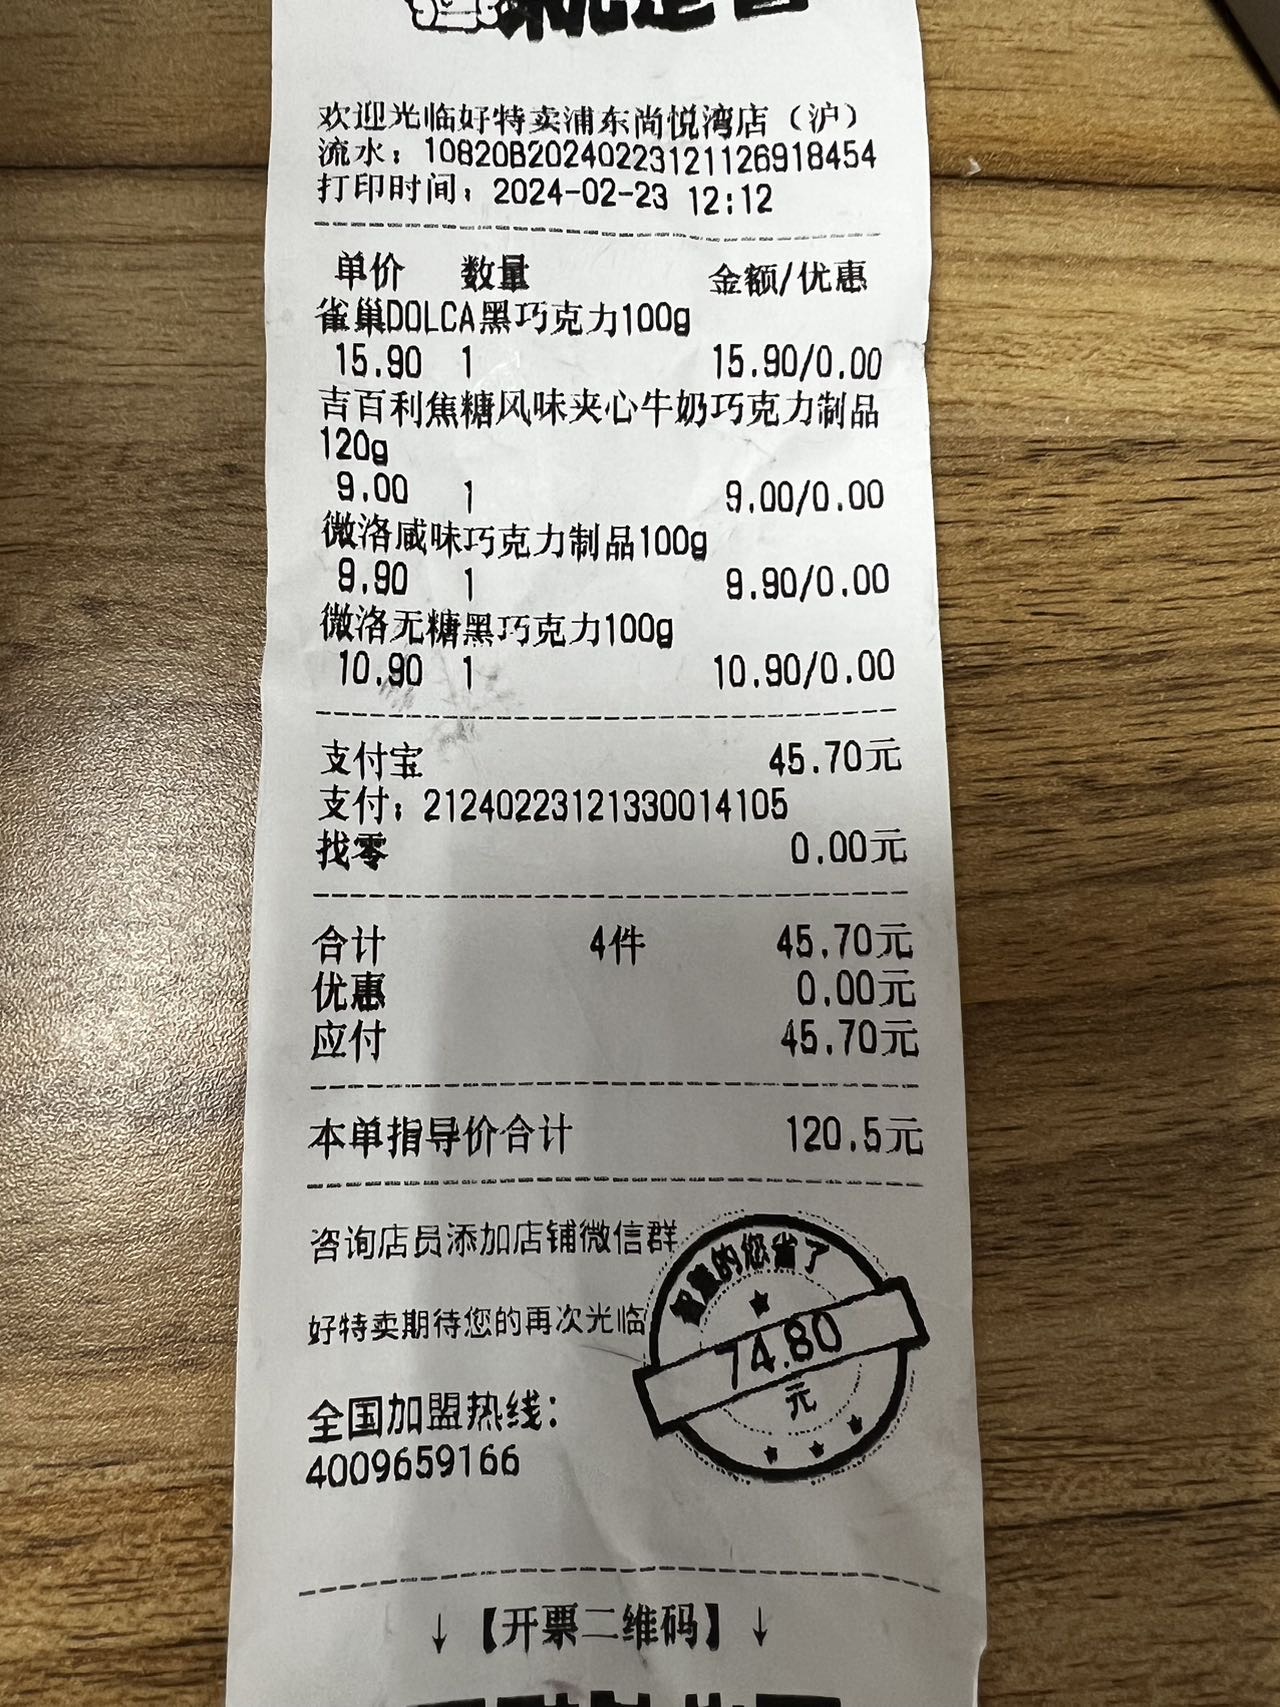 就是省
欢迎光临好特卖浦东尚悦湾店（沪）
流水：10820B20240223121126918454
打印时间：2024-02-23 12:12
单价 数量 金额/优惠
雀巢DOLCA黑巧克力100g
15.90 1 15.90/0.00
吉百利焦糖风味夹心牛奶巧克力制品
120g
9.00 1 9.00/0.00
微洛咸味巧克力制品100g
9.90 1 9.90/0.00
微洛无糖黑巧克力100g
10.90 1 10.90/0.00
支付宝 45.70元
支付：21240223121330014105
找零 0.00元
合计 4件 45.70元
优惠 0.00元
应付 45.70元
本单指导价合计 120.5元
咨询店员添加店铺微信群
智慧的您省了
74.80
元
好特卖期待您的再次光临
全国加盟热线：
4009659166
↓【开票二维码】↓